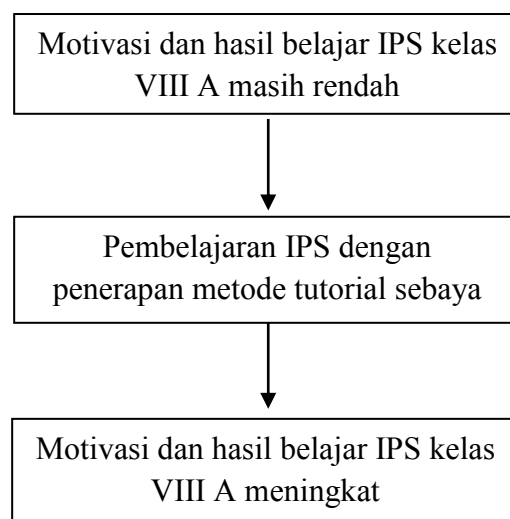 Motivasi dan hasil belajar IPS kelas
VIII A masih rendah
Pembelajaran IPS dengan
penerapan metode tutorial sebaya
Motivasi dan hasil belajar IPS kelas
VIII A meningkat